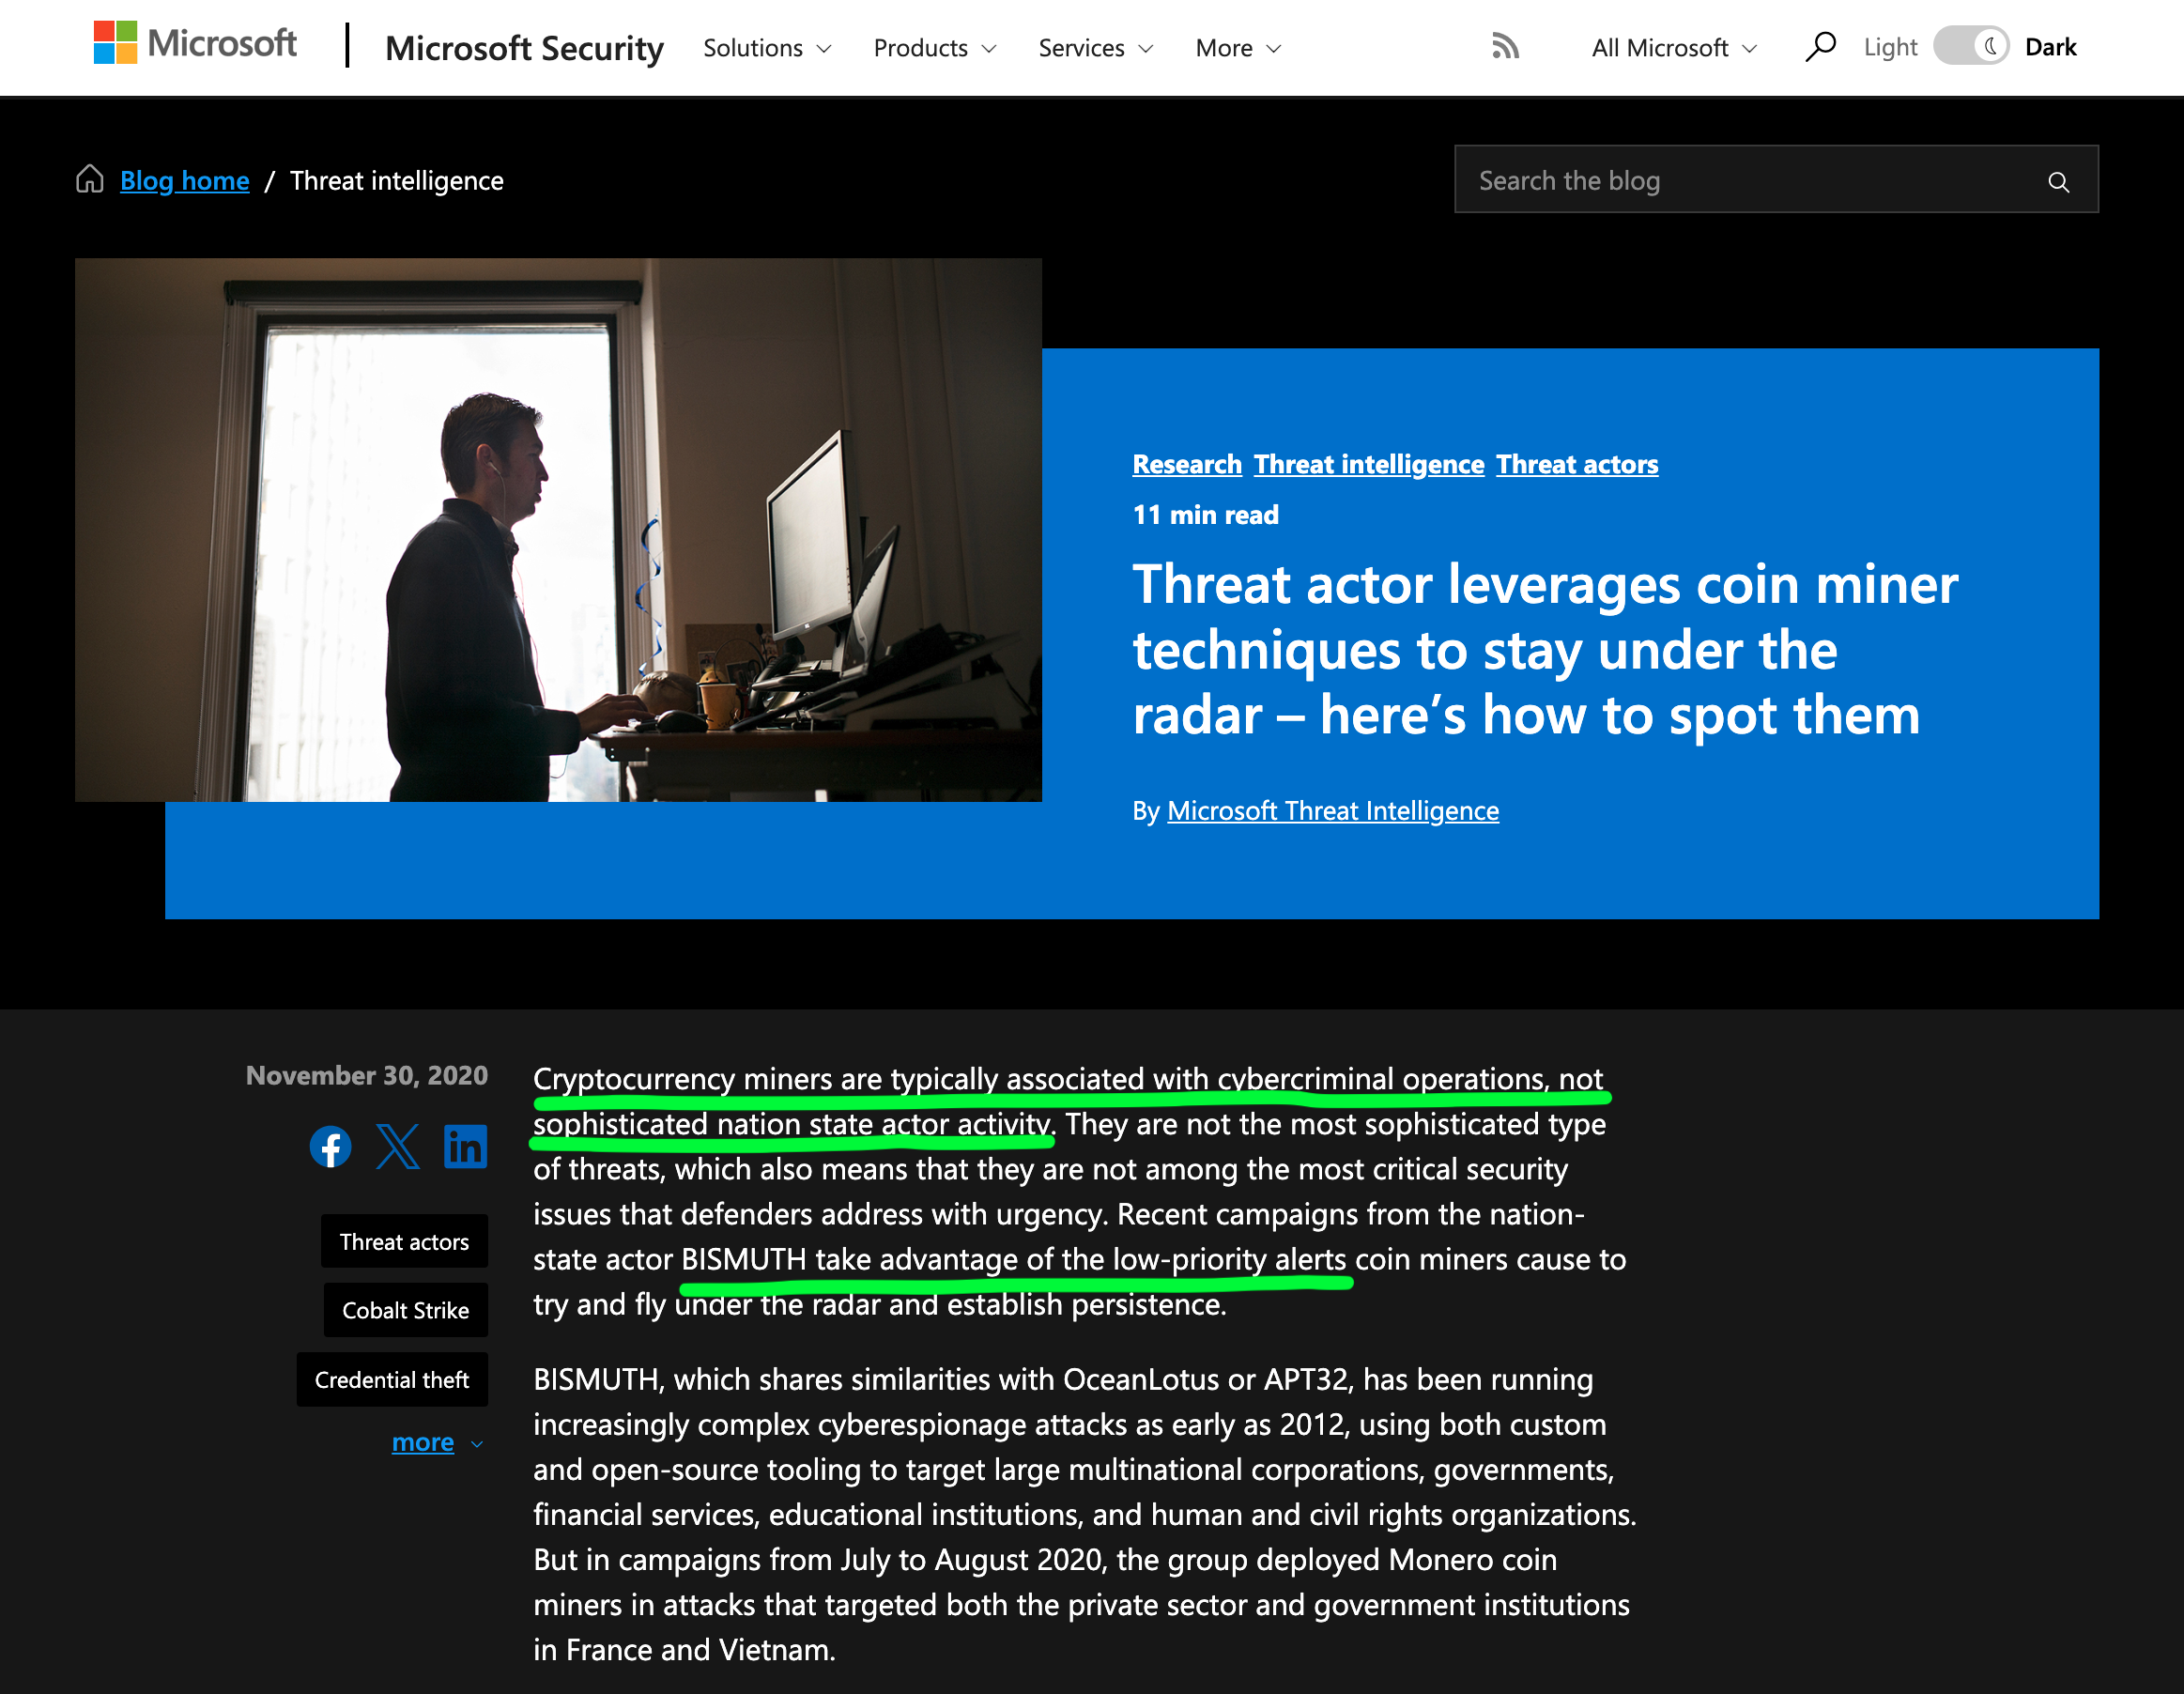 Microsoft
Microsoft Security
Solutions
Products
Services
More
All Microsoft
Light
Dark
Blog home / Threat intelligence
Search the blog
Research Threat intelligence Threat actors
11 min read
Threat actor leverages coin miner
techniques to stay under the
radar – here’s how to spot them
By Microsoft Threat Intelligence
November 30, 2020
Threat actors
Cobalt Strike
Credential theft
more
Cryptocurrency miners are typically associated with cybercriminal operations, not
sophisticated nation state actor activity. They are not the most sophisticated type
of threats, which also means that they are not among the most critical security
issues that defenders address with urgency. Recent campaigns from the nation-
state actor BISMUTH take advantage of the low-priority alerts coin miners cause to
try and fly under the radar and establish persistence.
BISMUTH, which shares similarities with OceanLotus or APT32, has been running
increasingly complex cyberespionage attacks as early as 2012, using both custom
and open-source tooling to target large multinational corporations, governments,
financial services, educational institutions, and human and civil rights organizations.
But in campaigns from July to August 2020, the group deployed Monero coin
miners in attacks that targeted both the private sector and government institutions
in France and Vietnam.